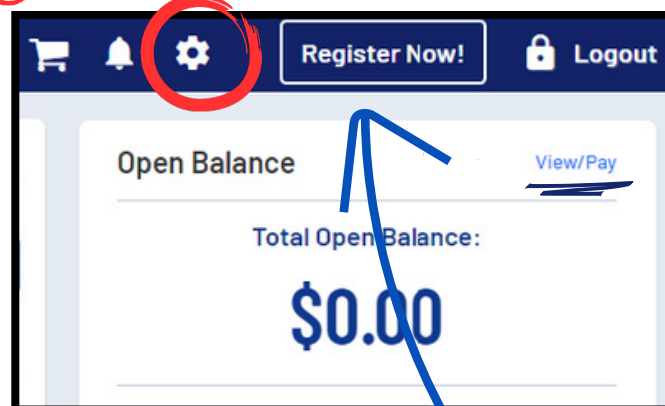 Register Now! Logout
Open Balance View/Pay
Total Open Balance:
$0.00